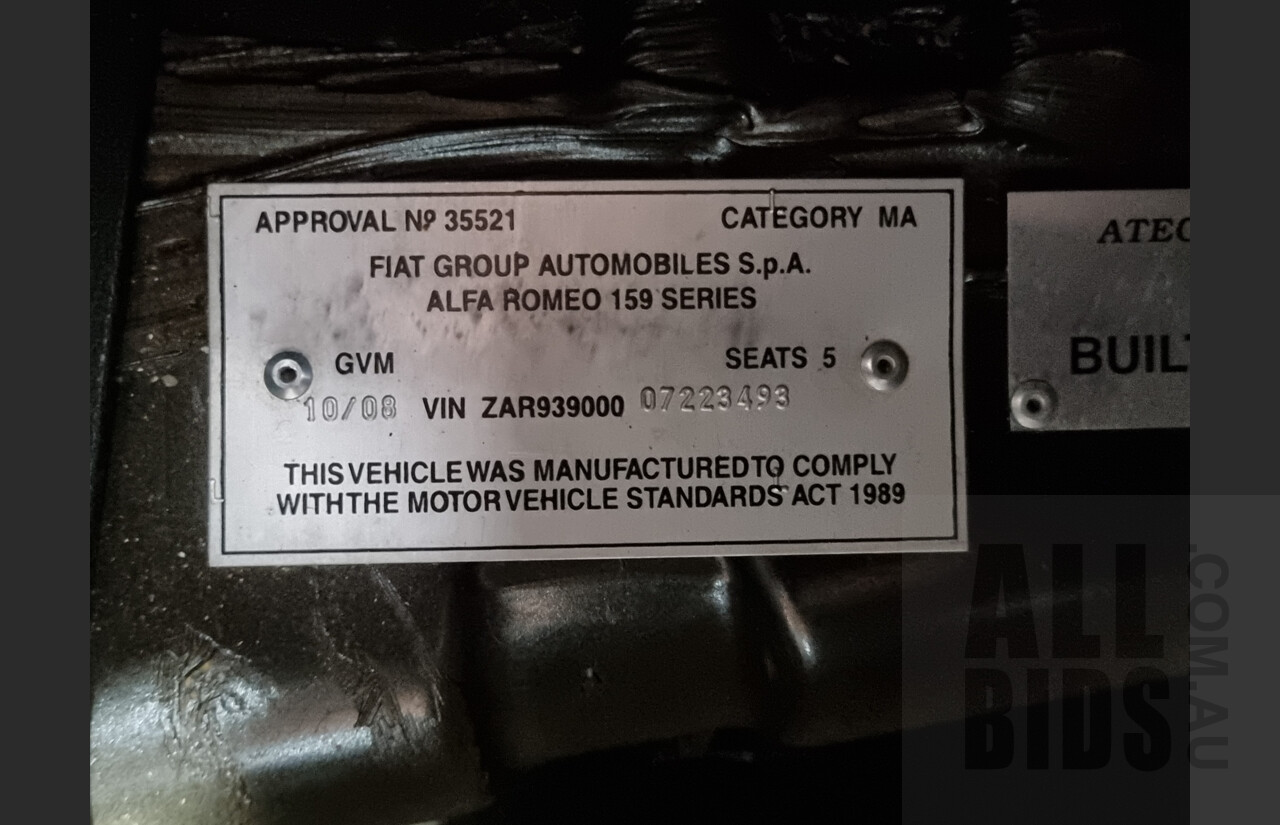 APPROVAL Nº 35521 CATEGORY MA
FIAT GROUP AUTOMOBILES S.p.A.
ALFA ROMEO 159 SERIES
GVM SEATS 5
10/08 VIN ZAR939000 07223493
THIS VEHICLE WAS MANUFACTURED TO COMPLY
WITH THE MOTOR VEHICLE STANDARDS ACT 1989
ATEC
BUIL
ALL
BIDS
.COM.AU